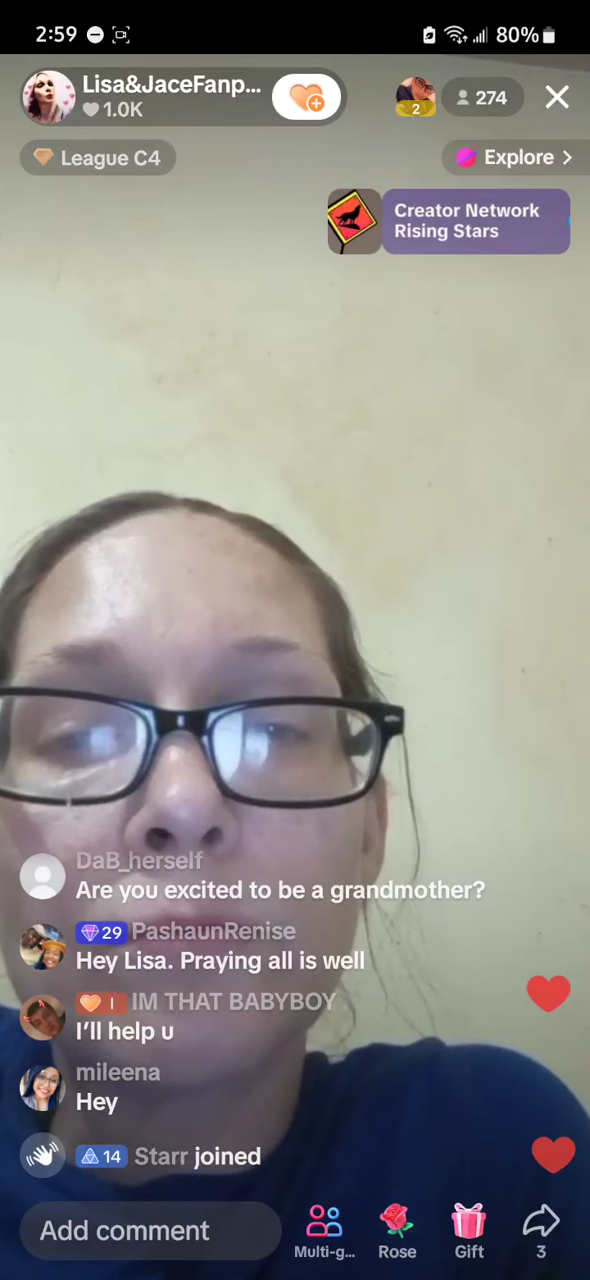 2:59 80%
Lisa&JaceFanp...
1.0K
2
274
League C4
Explore
Creator Network
Rising Stars
DaB_herself
Are you excited to be a grandmother?
29 PashaunRenise
Hey Lisa. Praying all is well
I IM THAT BABYBOY
I'll help u
mileena
Hey
14 Starr joined
Add comment
Multi-g... Rose Gift 3